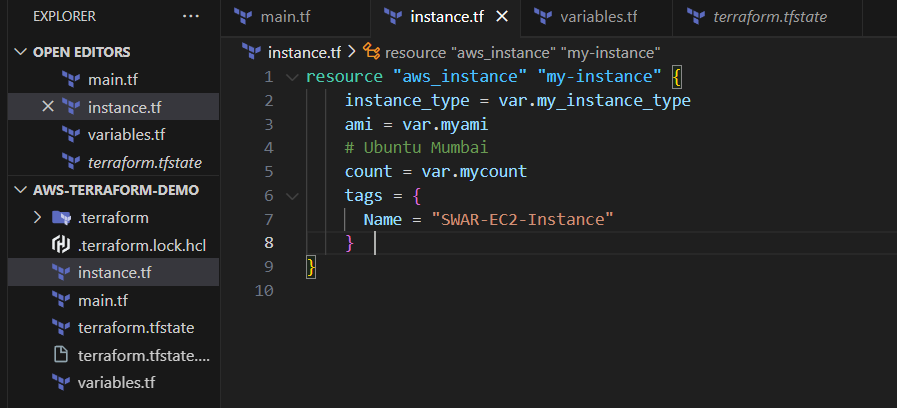 EXPLORER ...
OPEN EDITORS
main.tf
instance.tf
variables.tf
terraform.tfstate
AWS-TERRAFORM-DEMO
.terraform
.terraform.lock.hcl
instance.tf
main.tf
terraform.tfstate
terraform.tfstate....
variables.tf
main.tf instance.tf variables.tf terraform.tfstate
instance.tf > resource "aws_instance" "my-instance"
1 resource "aws_instance" "my-instance" {
2 instance_type = var.my_instance_type
3 ami = var.myami
4 # Ubuntu Mumbai
5 count = var.mycount
6 tags = {
7 Name = "SWAR-EC2-Instance"
8 }
9 }
10